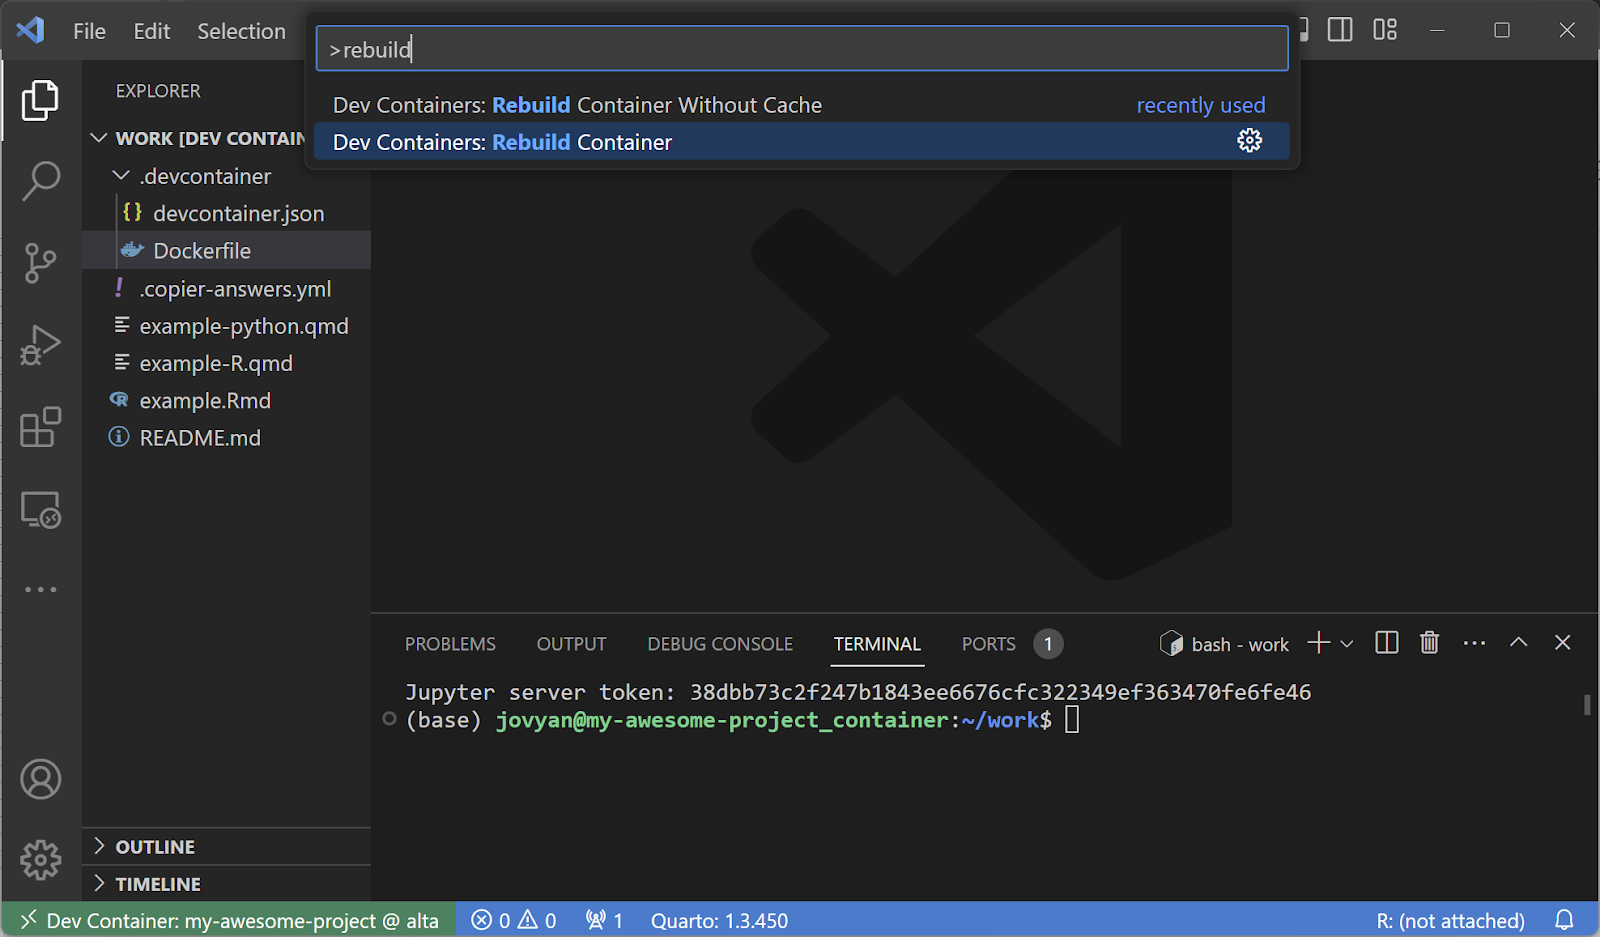 File Edit Selection
>rebuild
Dev Containers: Rebuild Container Without Cache recently used
Dev Containers: Rebuild Container
EXPLORER
WORK [DEV CONTAIN
.devcontainer
{} devcontainer.json
Dockerfile
! .copier-answers.yml
example-python.qmd
example-R.qmd
example.Rmd
README.md
OUTLINE
TIMELINE
PROBLEMS OUTPUT DEBUG CONSOLE TERMINAL PORTS 1 bash - work
Jupyter server token: 38dbb73c2f247b1843ee6676cfc322349ef363470fe6fe46
(base) jovyan@my-awesome-project_container:~/work$
Dev Container: my-awesome-project @ alta 0 0 1 Quarto: 1.3.450 R: (not attached)